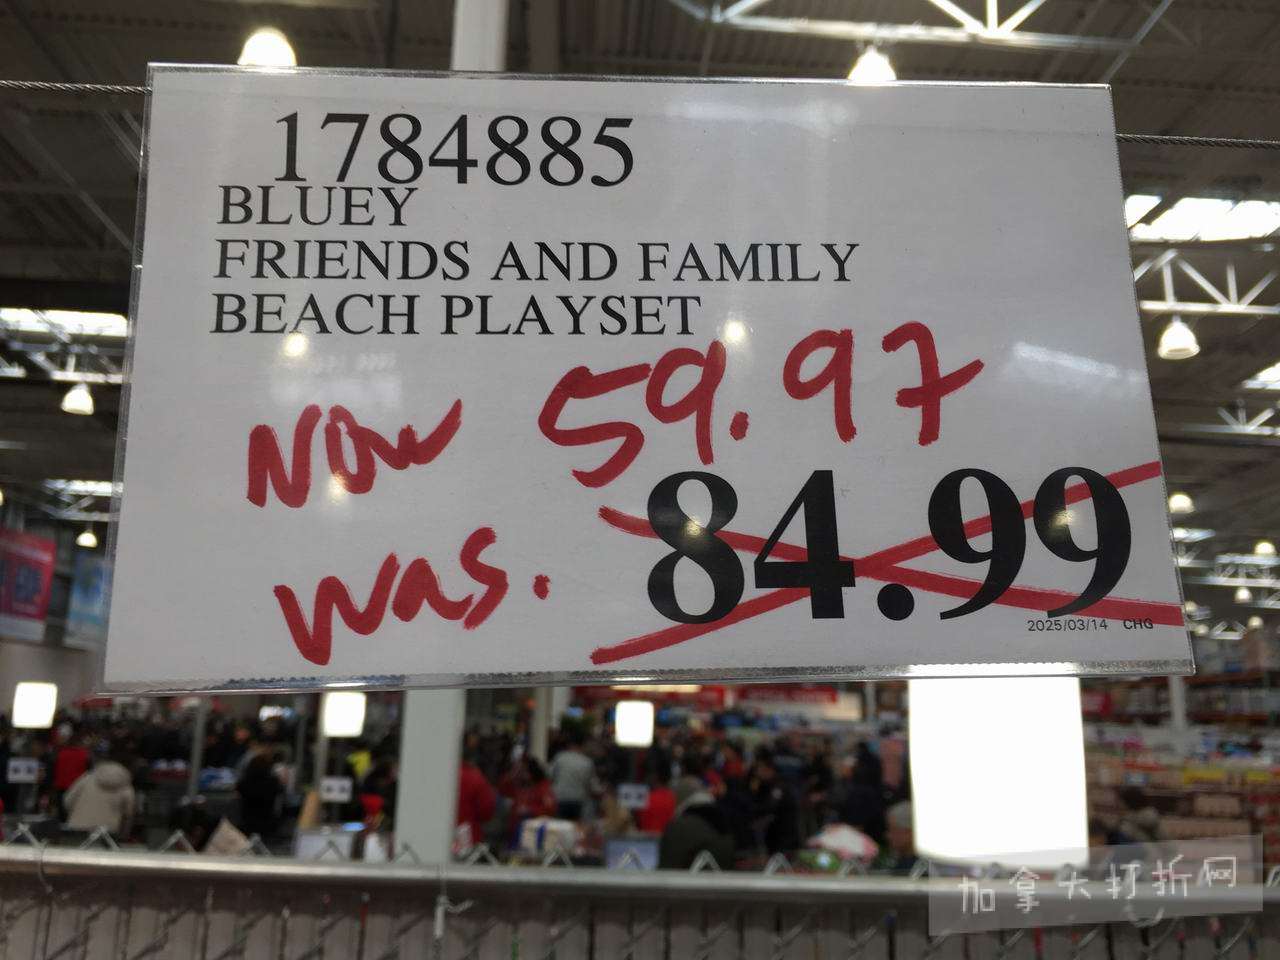 1784885
BLUEY
FRIENDS AND FAMILY
BEACH PLAYSET
Now 59.97
was. 84.99
2025/03/14 CHG
加拿大打折网